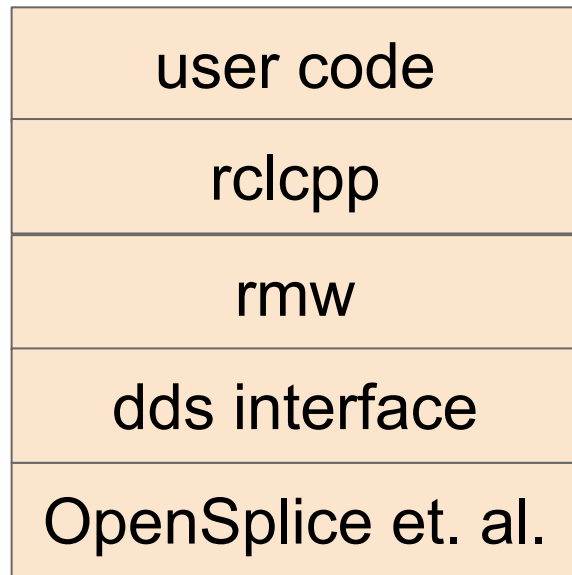 user code
rclcpp
rmw
dds interface
OpenSplice et. al.